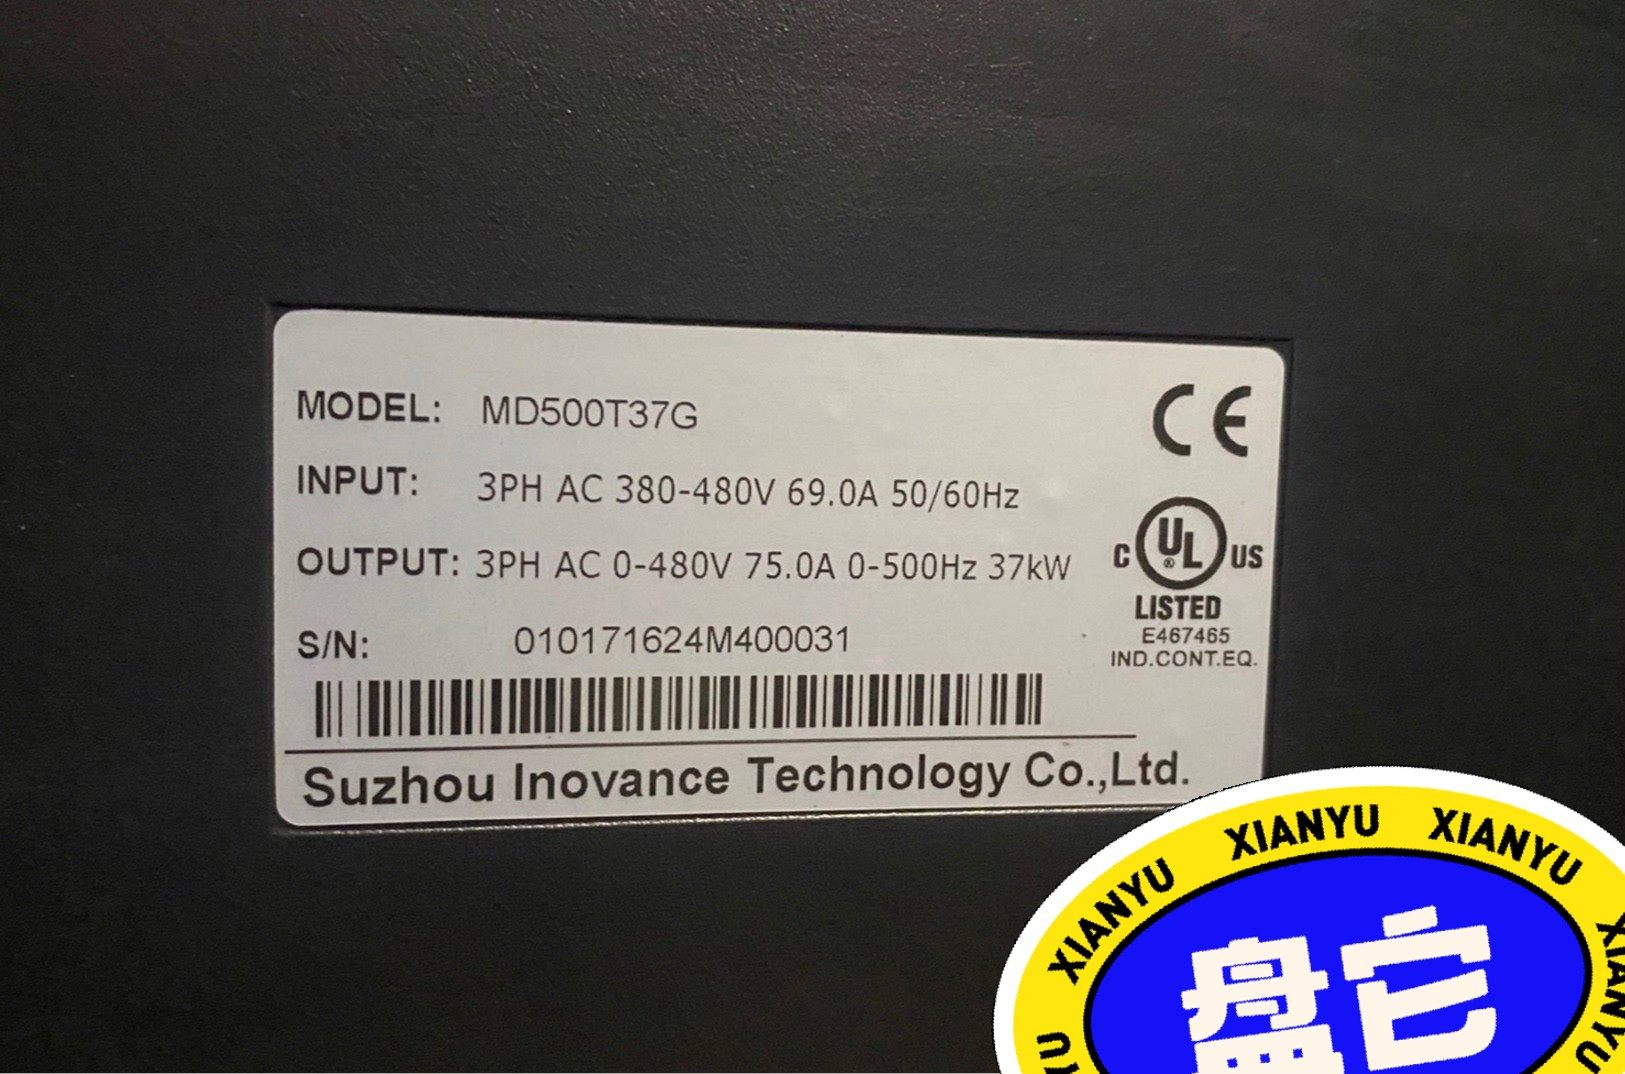 MODEL: MD500T37G
INPUT: 3PH AC 380-480V 69.0A 50/60Hz
OUTPUT: 3PH AC 0-480V 75.0A 0-500Hz 37kW
S/N: 010171624M400031
CE
C UL® US
LISTED
E467465
IND.CONT.EQ.
Suzhou Inovance Technology Co.,Ltd.
XIANYU XIANYU XIANYU
盘它